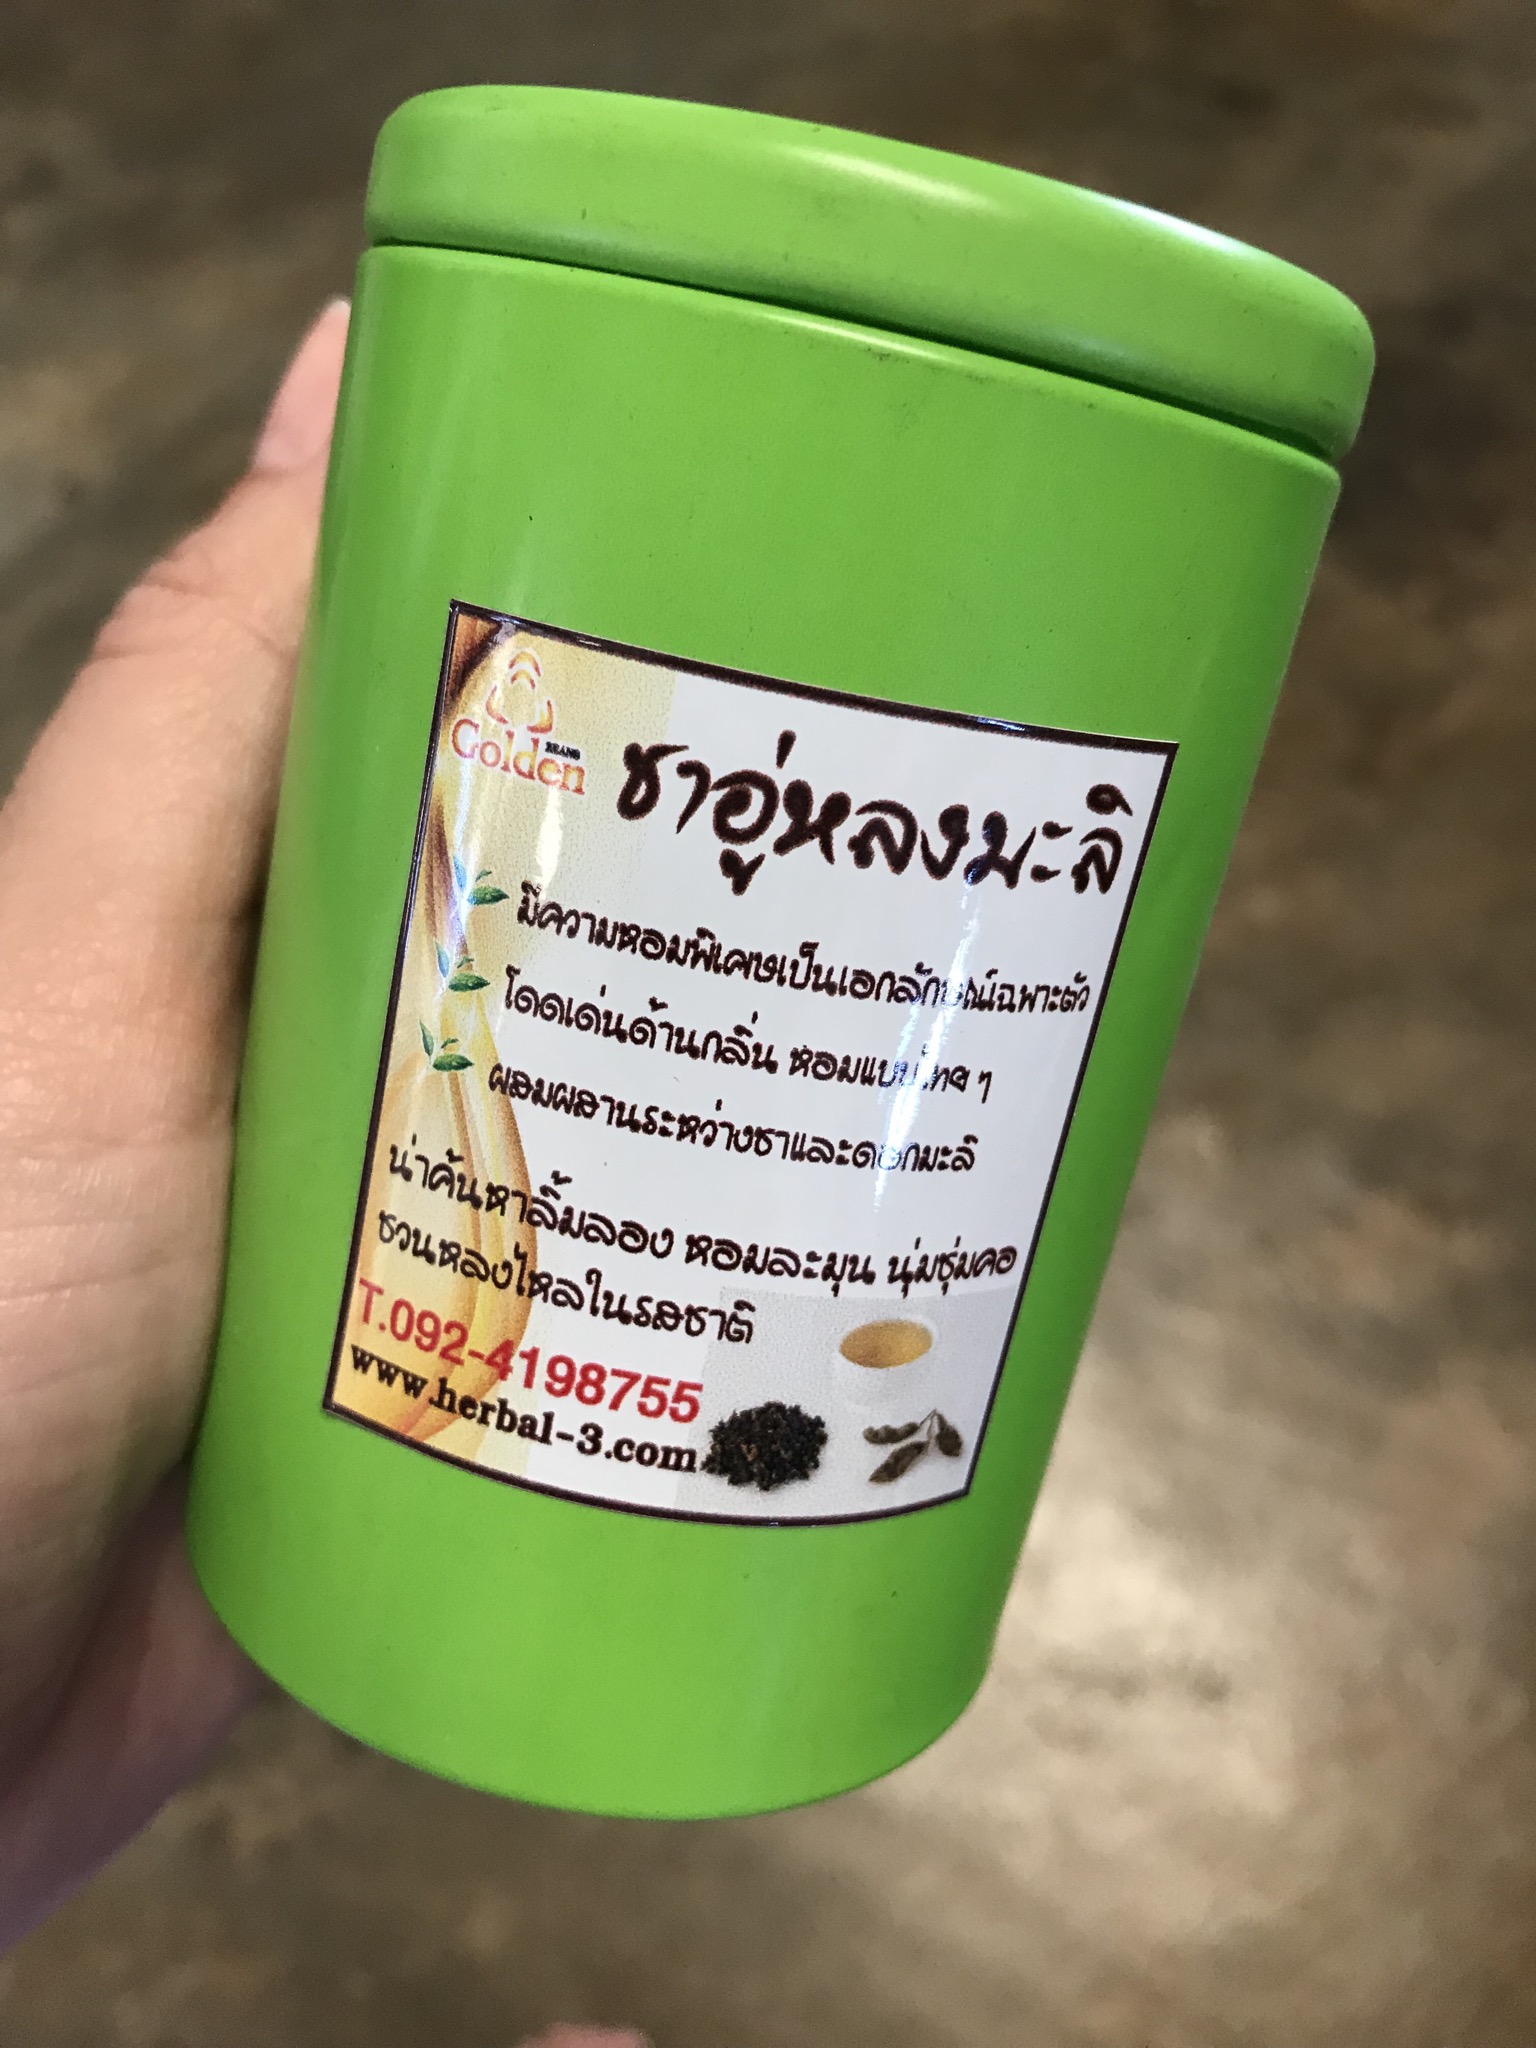 Golden
BRAND
ชาอู่หลงมะลิ
มีความหอมพิเศษเป็นเอกลักษณ์เฉพาะตัว
โดดเด่นด้านกลิ่น หอมแบบไทย ๆ
ผสมผสานระหว่างชาและดอกมะลิ
น่าค้นหาลิ้มลอง หอมละมุน นุ่มชุ่มคอ
ชวนหลงไหลในรสชาติ
T.092-4198755
www.herbal-3.com